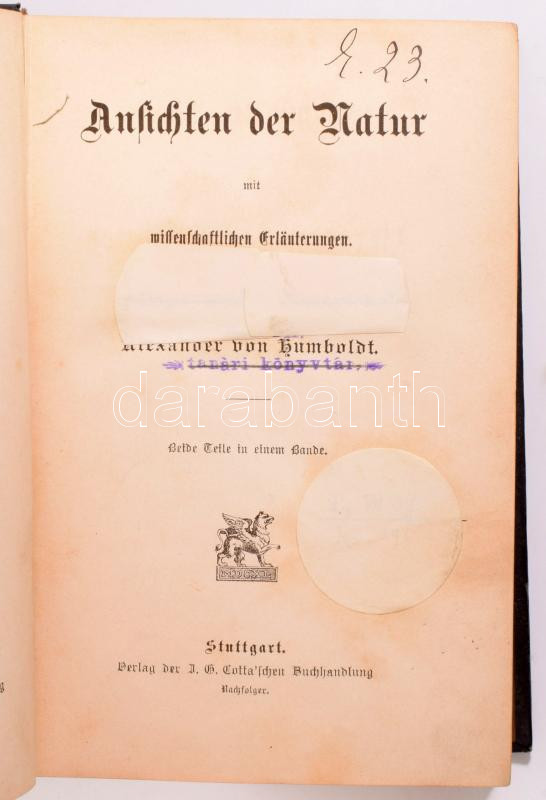 E. 23.
Ansichten der Natur
mit
wissenschaftlichen Erläuterungen.
Alexander von Humboldt.
tanári könyvtár.
darabanth
Beide Teile in einem Bande.
Stuttgart.
Verlag der J. G. Cotta'schen Buchhandlung
Nachfolger.